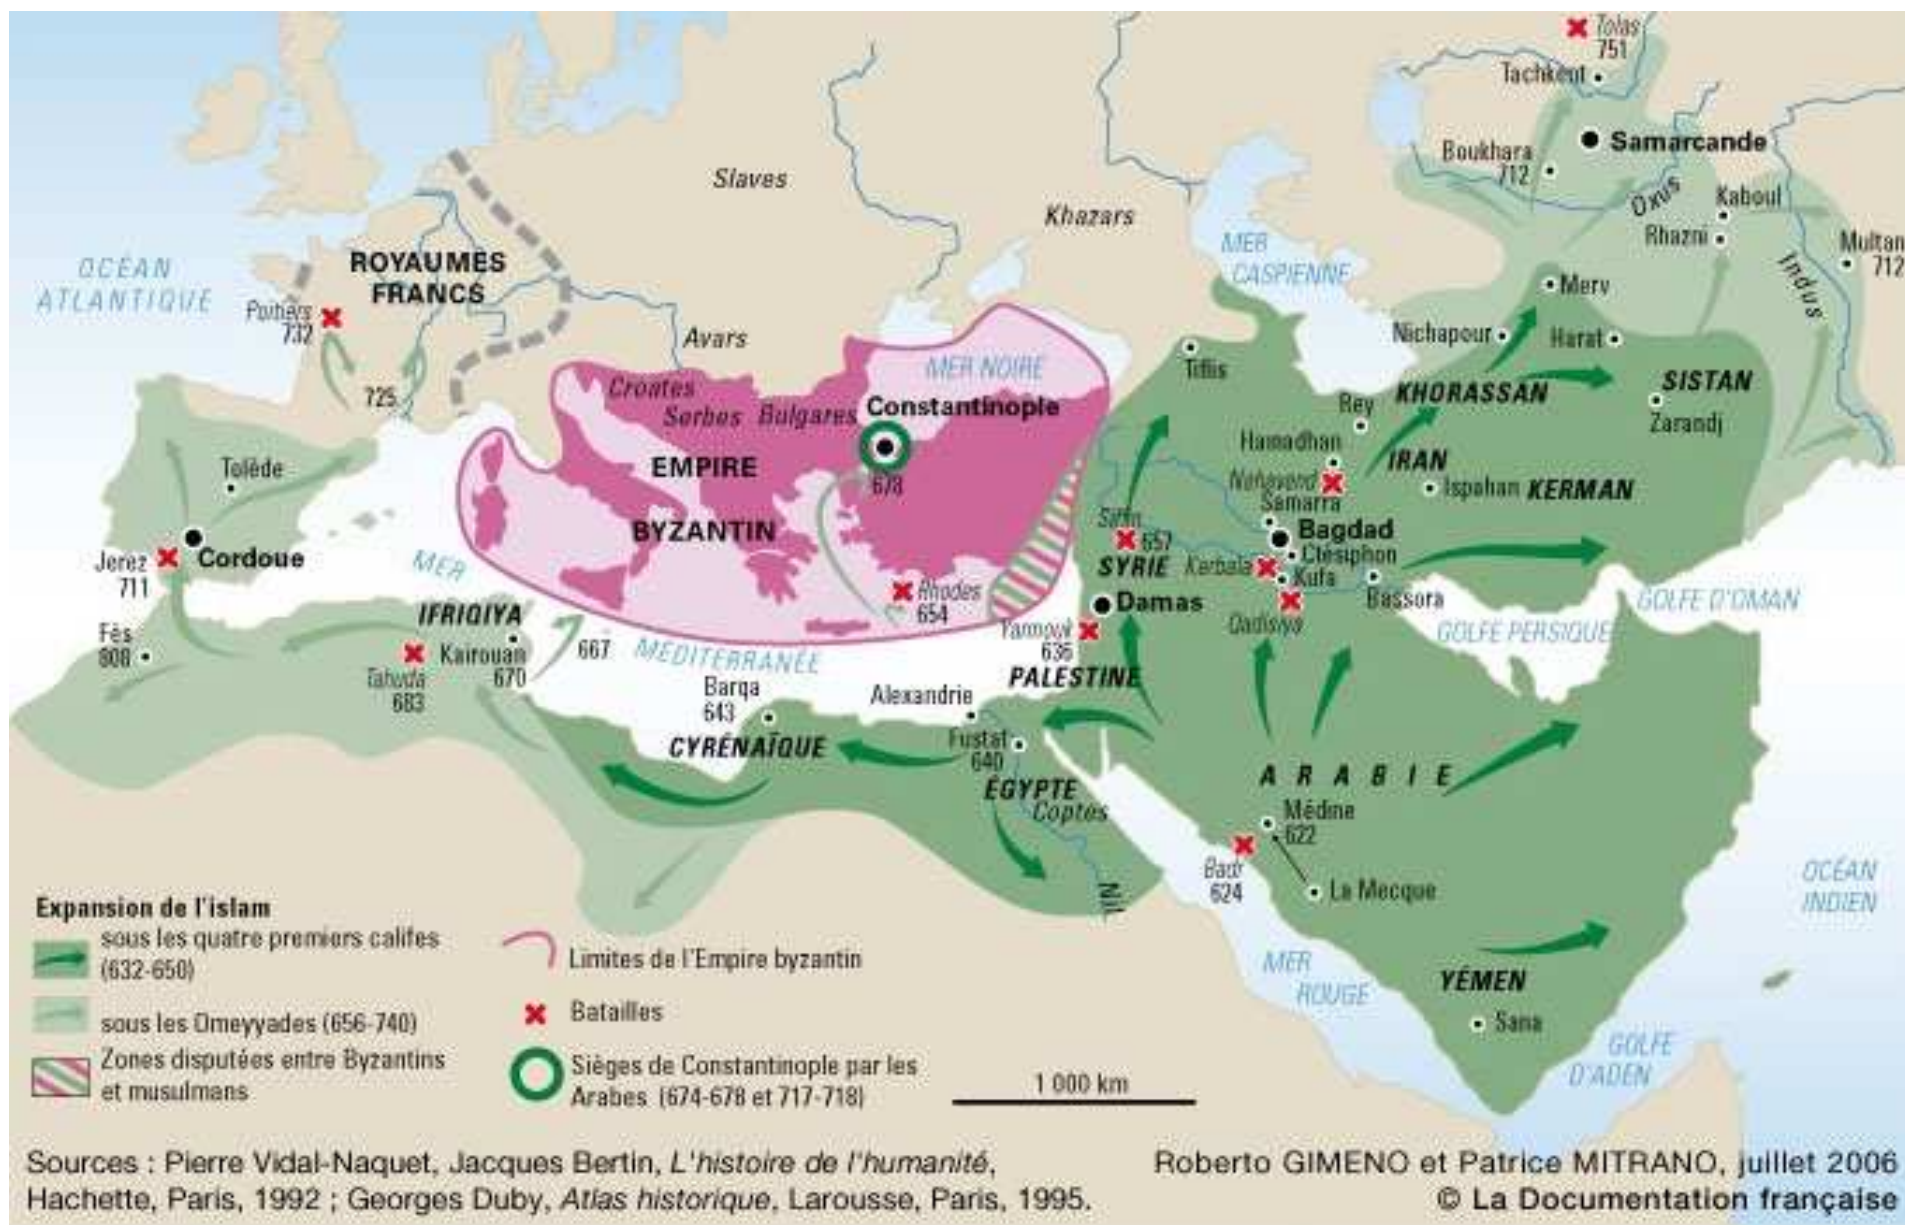 Tolas
751
Tachkent
Samarcande
Boukhara
712
Oxus
Kaboul
Rhazni
Multan
712
Indus
Slaves
Khazars
MER
CASPIENNE
OCÉAN
ATLANTIQUE
ROYAUMES
FRANCS
Poitiers
732
Avars
725
Merv
Nichapour
Harat
MER NOIRE
Tiflis
KHORASSAN
SISTAN
Zarandj
Croates
Serbes
Bulgares
Constantinople
678
Rey
Hamadhan
IRAN
Nehavend
Ispahan
KERMAN
Samarra
EMPIRE
BYZANTIN
Tolède
Cordoue
Jerez
711
MER
MEDITERRANÉE
Siffin
657
Bagdad
Ctésiphon
SYRIE
Kerbala
Kufa
Bassora
Damas
Qadisiya
Rhodes
654
Yarmouk
636
GOLFE D'OMAN
GOLFE PERSIQUE
IFRIQIYA
Fès
808
Tahuda
683
Kairouan
670
667
PALESTINE
Barqa
643
Alexandrie
CYRÉNAÏQUE
Fustat
640
ÉGYPTE
Coptes
Nil
ARABIE
Médine
622
Badr
624
La Mecque
OCÉAN
INDIEN
MER
ROUGE
YÉMEN
Sana
GOLFE
D'ADEN
Expansion de l'islam
sous les quatre premiers califes
(632-650)
sous les Omeyyades (656-740)
Zones disputées entre Byzantins
et musulmans
Limites de l'Empire byzantin
Batailles
Sièges de Constantinople par les
Arabes (674-678 et 717-718)
1 000 km
Sources : Pierre Vidal-Naquet, Jacques Bertin, L'histoire de l'humanité,
Hachette, Paris, 1992 ; Georges Duby, Atlas historique, Larousse, Paris, 1995.
Roberto GIMENO et Patrice MITRANO, juillet 2006
© La Documentation française